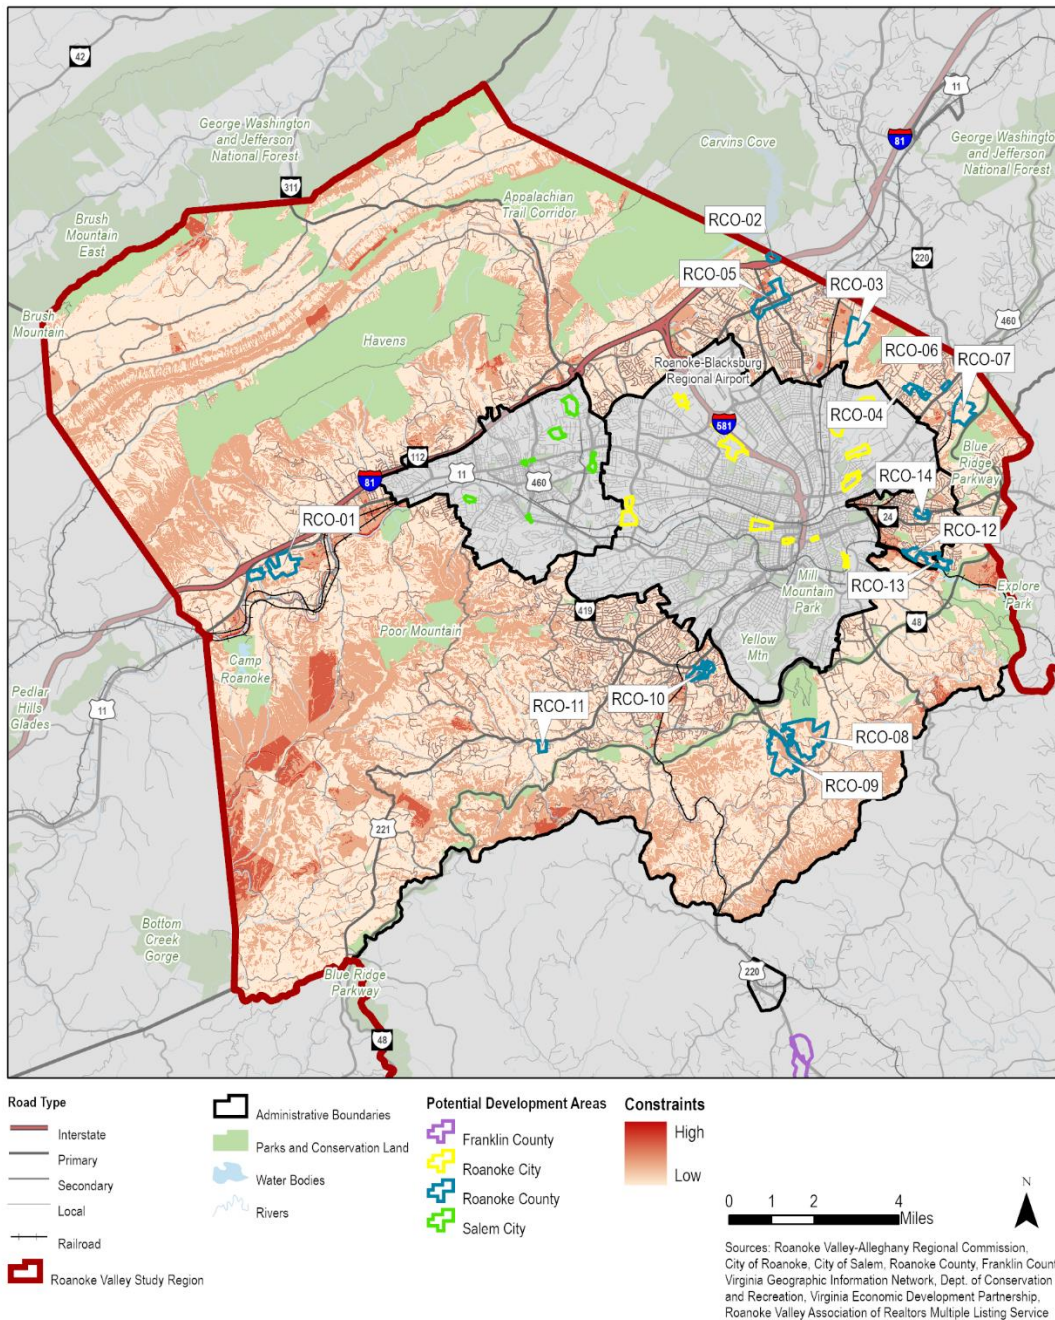 42
11
George Washington
and Jefferson
National Forest
Carvins Cove
81
George Washington
and Jefferson
National Forest
311
Appalachian
Trail Corridor
RCO-02
Brush
Mountain
East
220
RCO-05
RCO-03
Brush
Mountain
Havens
460
RCO-06
Roanoke-Blacksburg
Regional Airport
RCO-07
RCO-04
581
Blue
Ridge
Parkway
112
11
460
81
RCO-14
RCO-01
24
RCO-12
RCO-13
Mill
Mountain
Park
Explore
Park
419
48
Poor Mountain
Yellow
Mtn
Camp
Roanoke
Pedlar
Hills
Glades
11
RCO-10
RCO-11
RCO-08
RCO-09
221
Bottom
Creek
Gorge
Blue Ridge
Parkway
220
48
Road Type
Interstate
Primary
Secondary
Local
Railroad
Roanoke Valley Study Region
Administrative Boundaries
Parks and Conservation Land
Water Bodies
Rivers
Potential Development Areas
Franklin County
Roanoke City
Roanoke County
Salem City
Constraints
High
Low
N
0 1 2 4
Miles
Sources: Roanoke Valley-Alleghany Regional Commission,
City of Roanoke, City of Salem, Roanoke County, Franklin Count
Virginia Geographic Information Network, Dept. of Conservation
and Recreation, Virginia Economic Development Partnership,
Roanoke Valley Association of Realtors Multiple Listing Service